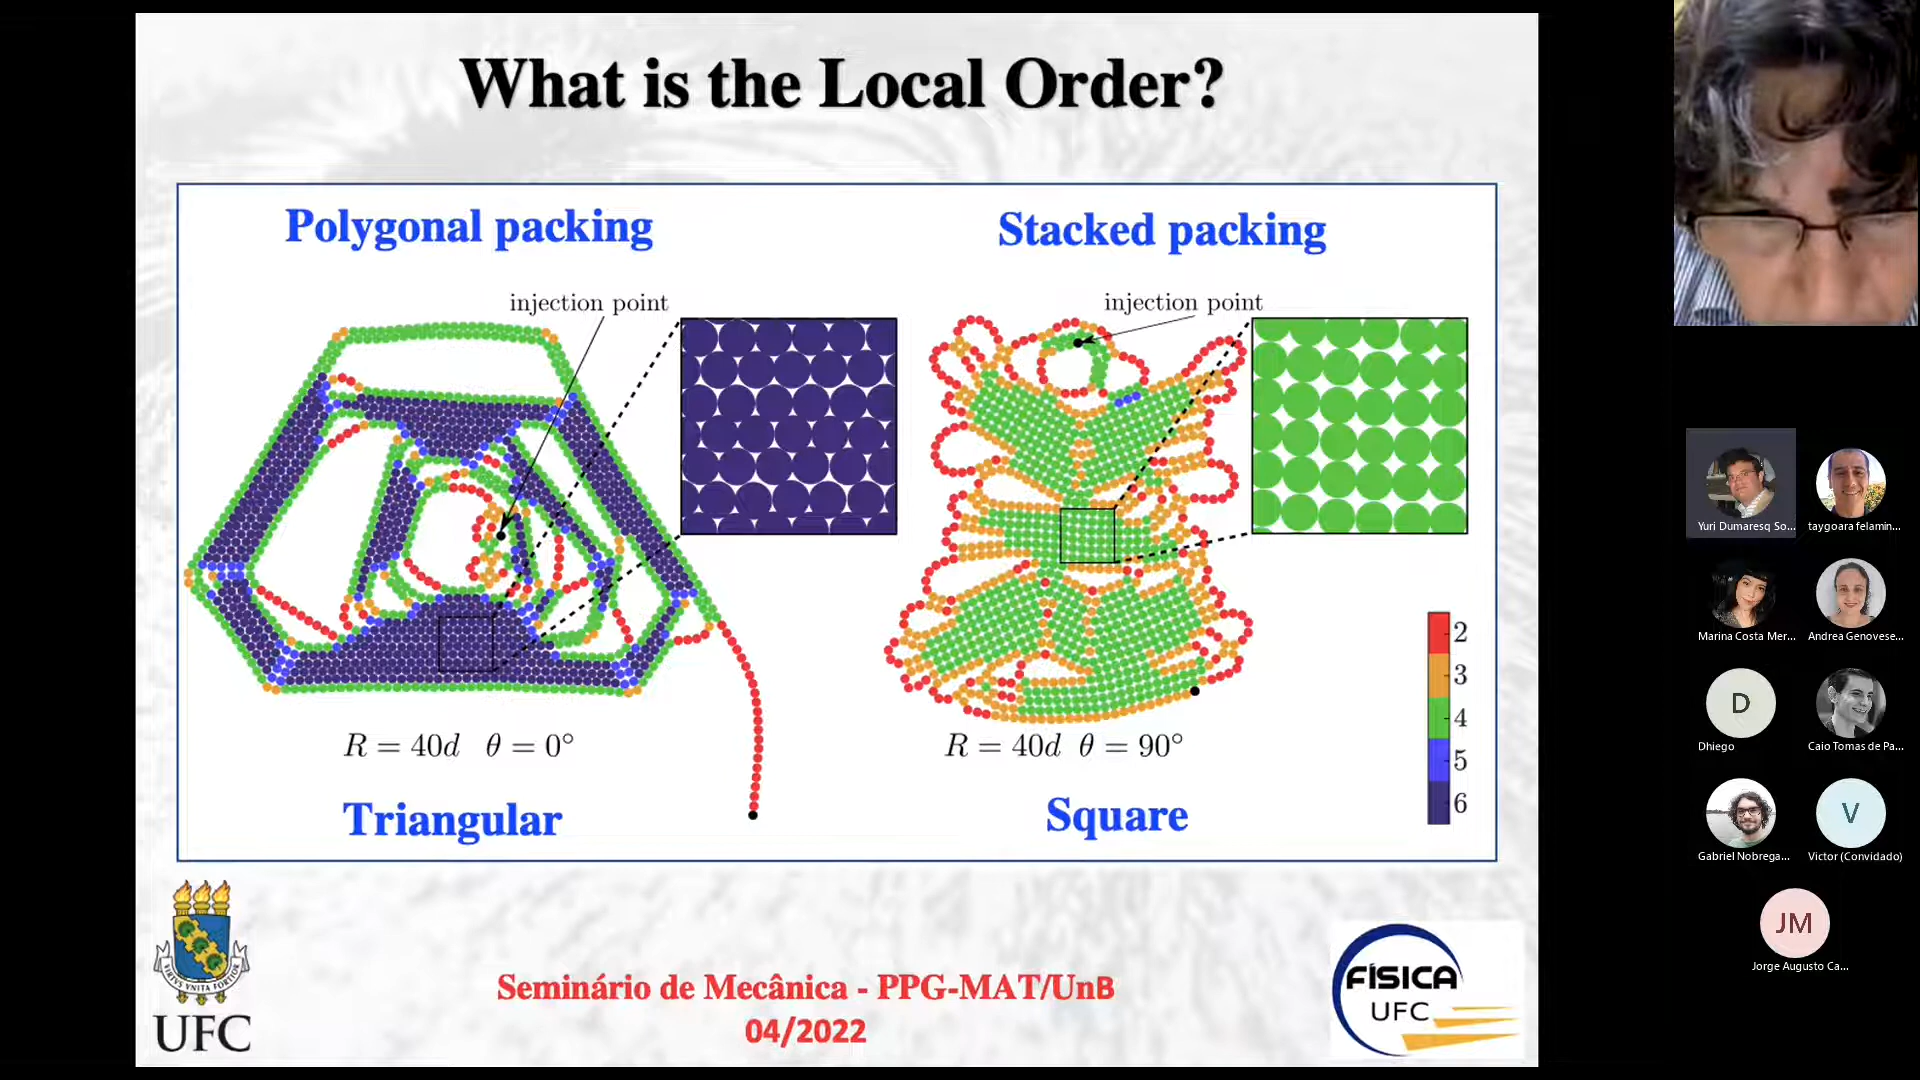 What is the Local Order?
Polygonal packing
Stacked packing
injection point
injection point
R = 40d θ = 0°
R = 40d θ = 90°
Triangular
Square
2
3
4
5
6
VIRTVS VNITA FORTIOR
UFC
Seminário de Mecânica - PPG-MAT/UnB
04/2022
FÍSICA
UFC
Yuri Dumaresq So...
taygoara felamin...
Marina Costa Mer...
Andrea Genovese...
D
Dhiego
Caio Tomas de Pa...
Gabriel Nobrega...
V
Victor (Convidado)
JM
Jorge Augusto Ca...